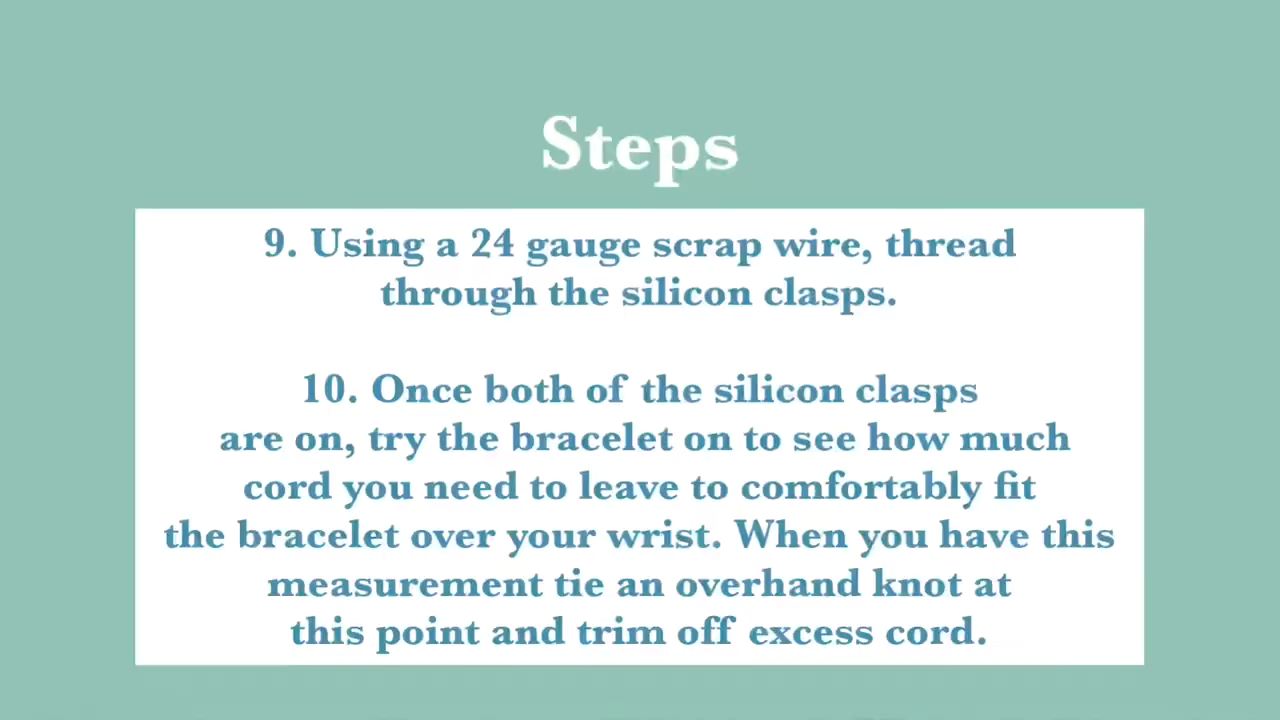 Steps
9. Using a 24 gauge scrap wire, thread
through the silicon clasps.
10. Once both of the silicon clasps
are on, try the bracelet on to see how much
cord you need to leave to comfortably fit
the bracelet over your wrist. When you have this
measurement tie an overhand knot at
this point and trim off excess cord.